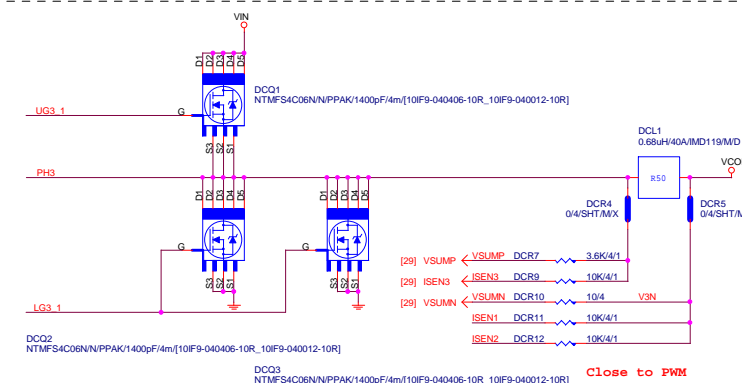 VIN
D1 D2 D3 D4 D5
DCQ1
NTMFS4C06N/N/PPAK/1400pF/4m/[10IF9-040406-10R_10IF9-040012-10R]
UG3_1
G
S3 S2 S1
DCL1
0.68uH/40A/IMD119/M/D
VCO
PH3
R50
D1 D2 D3 D4 D5
D1 D2 D3 D4 D5
DCR4
0/4/SHT/M/X
DCR5
0/4/SHT/M
G
G
[29] VSUMP VSUMP DCR7 3.6K/4/1
[29] ISEN3 ISEN3 DCR9 10K/4/1
[29] VSUMN VSUMN DCR10 10/4 V3N
S3 S2 S1
S3 S2 S1
LG3_1
ISEN1 DCR11 10K/4/1
ISEN2 DCR12 10K/4/1
DCQ2
NTMFS4C06N/N/PPAK/1400pF/4m/[10IF9-040406-10R_10IF9-040012-10R]
DCQ3
NTMFS4C06N/N/PPAK/1400pF/4m/[10IF9-040406-10R_10IF9-040012-10R]
Close to PWM